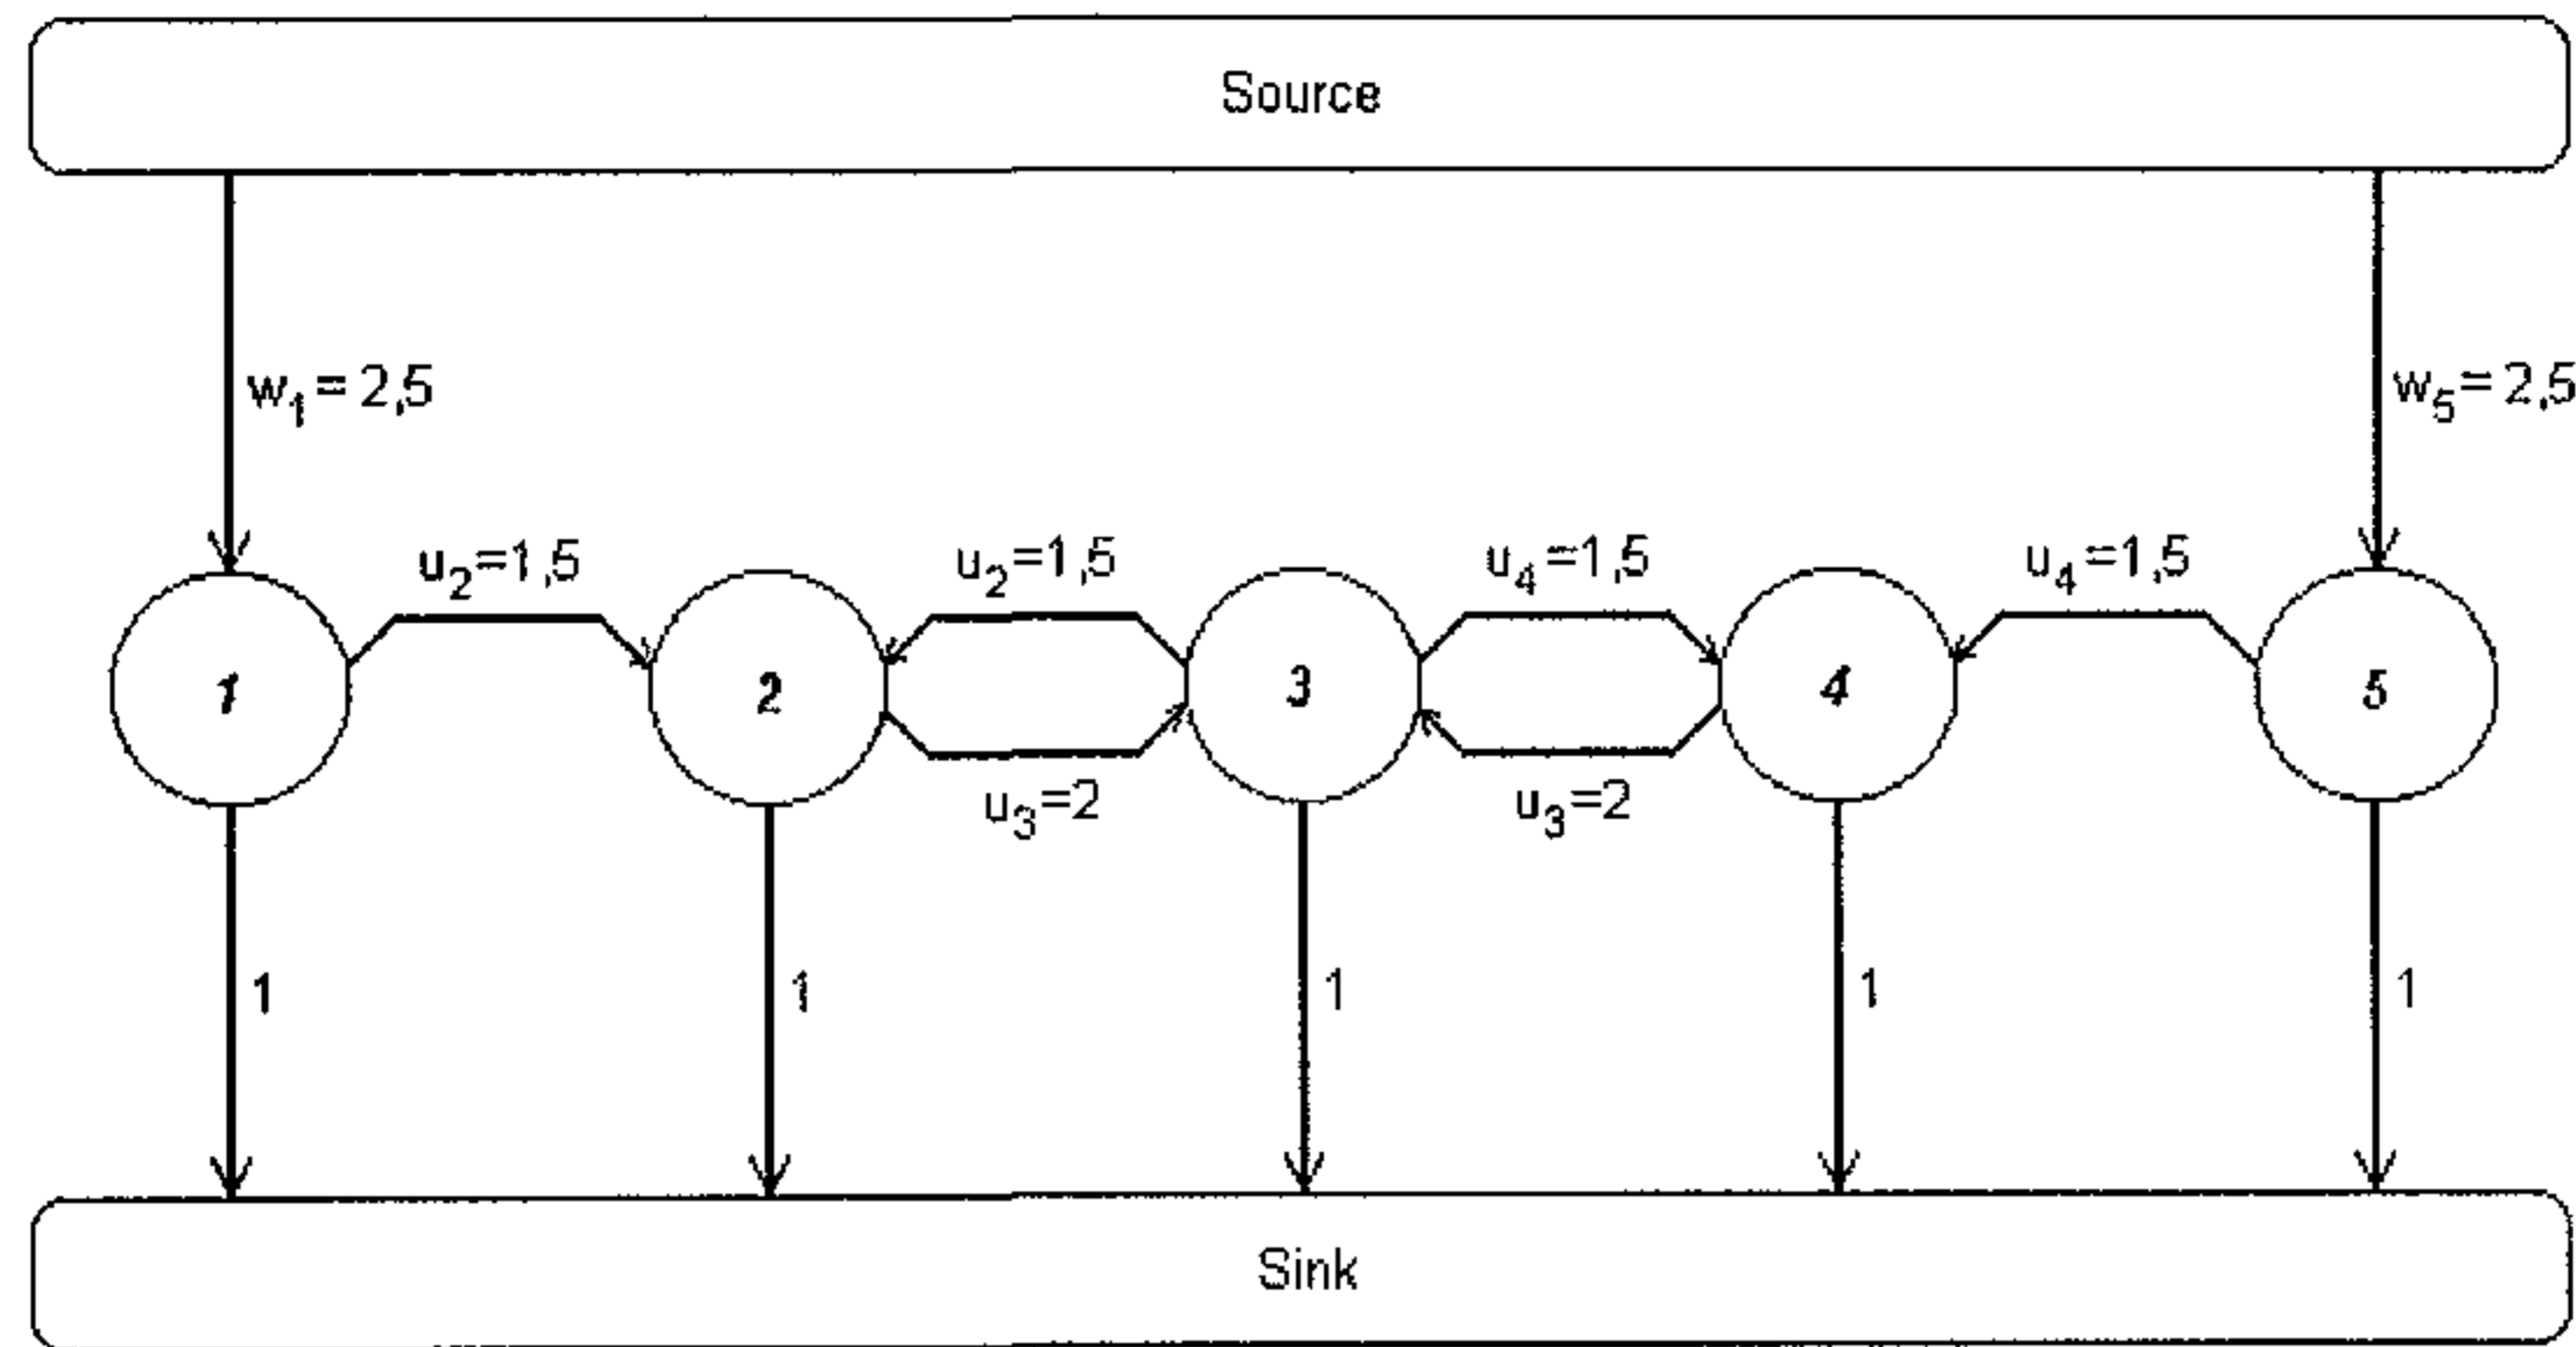 Source
w1 = 2,5
w5 = 2,5
u2=1,5
u2=1,5
u4=1,5
u4=1,5
1
2
3
4
5
u3=2
u3=2
1
1
1
1
1
Sink